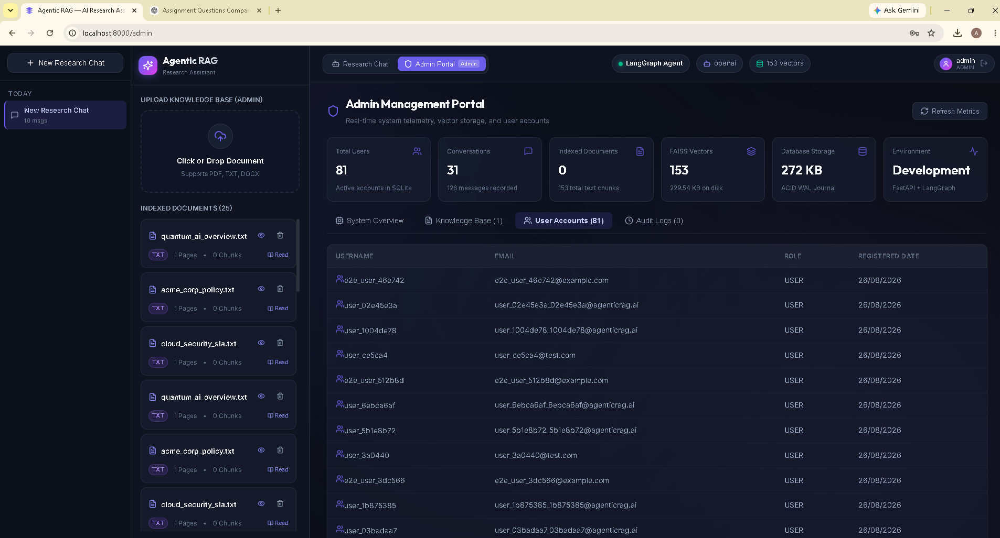 Agentic RAG — AI Research Ass
Assignment Questions Compar
Ask Gemini
localhost:8000/admin
A
New Research Chat
TODAY
New Research Chat
10 msgs
Agentic RAG
Research Assistant
UPLOAD KNOWLEDGE BASE (ADMIN)
Click or Drop Document
Supports PDF, TXT, DOCX
INDEXED DOCUMENTS (25)
quantum_ai_overview.txt
TXT 1 Pages • 0 Chunks Read
acme_corp_policy.txt
TXT 1 Pages • 0 Chunks Read
cloud_security_sla.txt
TXT 1 Pages • 0 Chunks Read
quantum_ai_overview.txt
TXT 1 Pages • 0 Chunks Read
acme_corp_policy.txt
TXT 1 Pages • 0 Chunks Read
cloud_security_sla.txt
TXT 1 Pages • 0 Chunks Read
Research Chat
Admin Portal Admin
LangGraph Agent
openai
153 vectors
admin
ADMIN
Admin Management Portal
Real-time system telemetry, vector storage, and user accounts
Refresh Metrics
Total Users
81
Active accounts in SQLite
Conversations
31
126 messages recorded
Indexed Documents
0
153 total text chunks
FAISS Vectors
153
229.54 KB on disk
Database Storage
272 KB
ACID WAL Journal
Environment
Development
FastAPI + LangGraph
System Overview
Knowledge Base (1)
User Accounts (81)
Audit Logs (0)
USERNAME EMAIL ROLE REGISTERED DATE
e2e_user_46e742 e2e_user_46e742@example.com USER 26/08/2026
user_02e45e3a user_02e45e3a_02e45e3a@agenticrag.ai USER 26/08/2026
user_1004de78 user_1004de78_1004de78@agenticrag.ai USER 26/08/2026
user_ce5ca4 user_ce5ca4@test.com USER 26/08/2026
e2e_user_512b8d e2e_user_512b8d@example.com USER 26/08/2026
user_6ebca6af user_6ebca6af_6ebca6af@agenticrag.ai USER 26/08/2026
user_5b1e8b72 user_5b1e8b72_5b1e8b72@agenticrag.ai USER 26/08/2026
user_3a0440 user_3a0440@test.com USER 26/08/2026
e2e_user_3dc566 e2e_user_3dc566@example.com USER 26/08/2026
user_1b875385 user_1b875385_1b875385@agenticrag.ai USER 26/08/2026
user_03badaa7 user_03badaa7_03badaa7@agenticrag.ai USER 26/08/2026